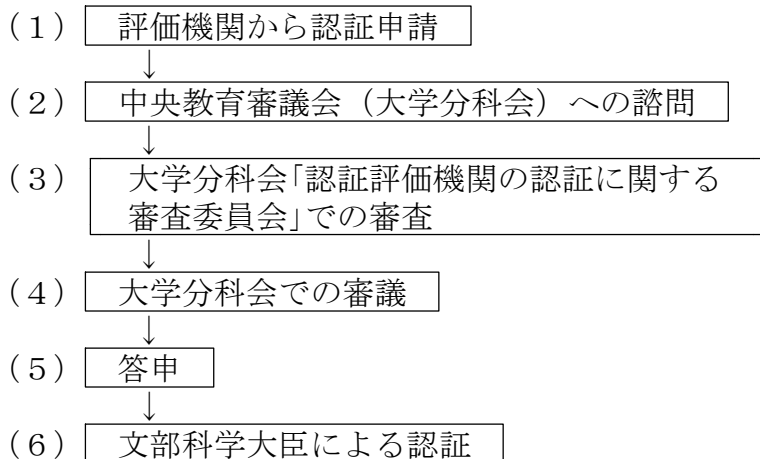 （１）評価機関から認証申請
↓
（２）中央教育審議会（大学分科会）への諮問
↓
（３）大学分科会「認証評価機関の認証に関する
審査委員会」での審査
↓
（４）大学分科会での審議
↓
（５）答申
↓
（６）文部科学大臣による認証